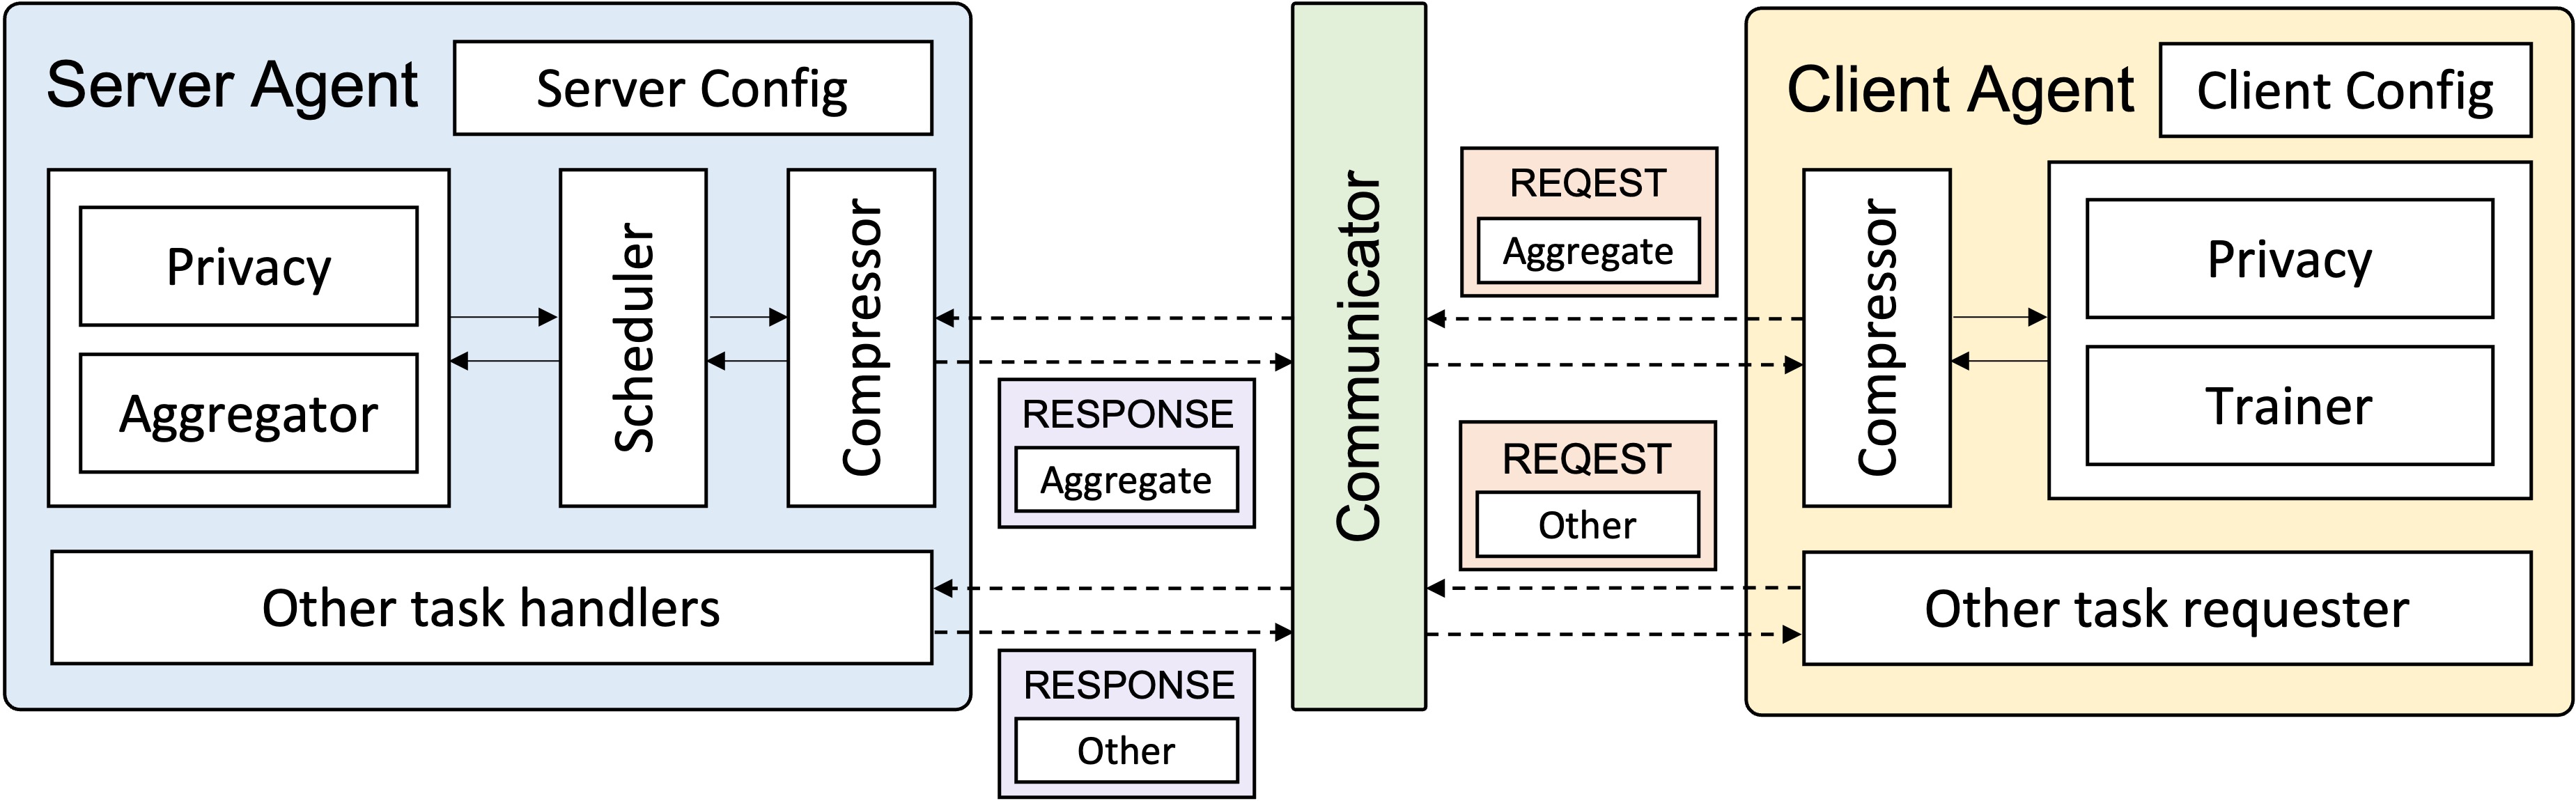 Server Agent
Server Config
Privacy
Aggregator
Scheduler
Compressor
Other task handlers
RESPONSE
Aggregate
RESPONSE
Other
Communicator
REQEST
Aggregate
REQEST
Other
Client Agent
Client Config
Compressor
Privacy
Trainer
Other task requester